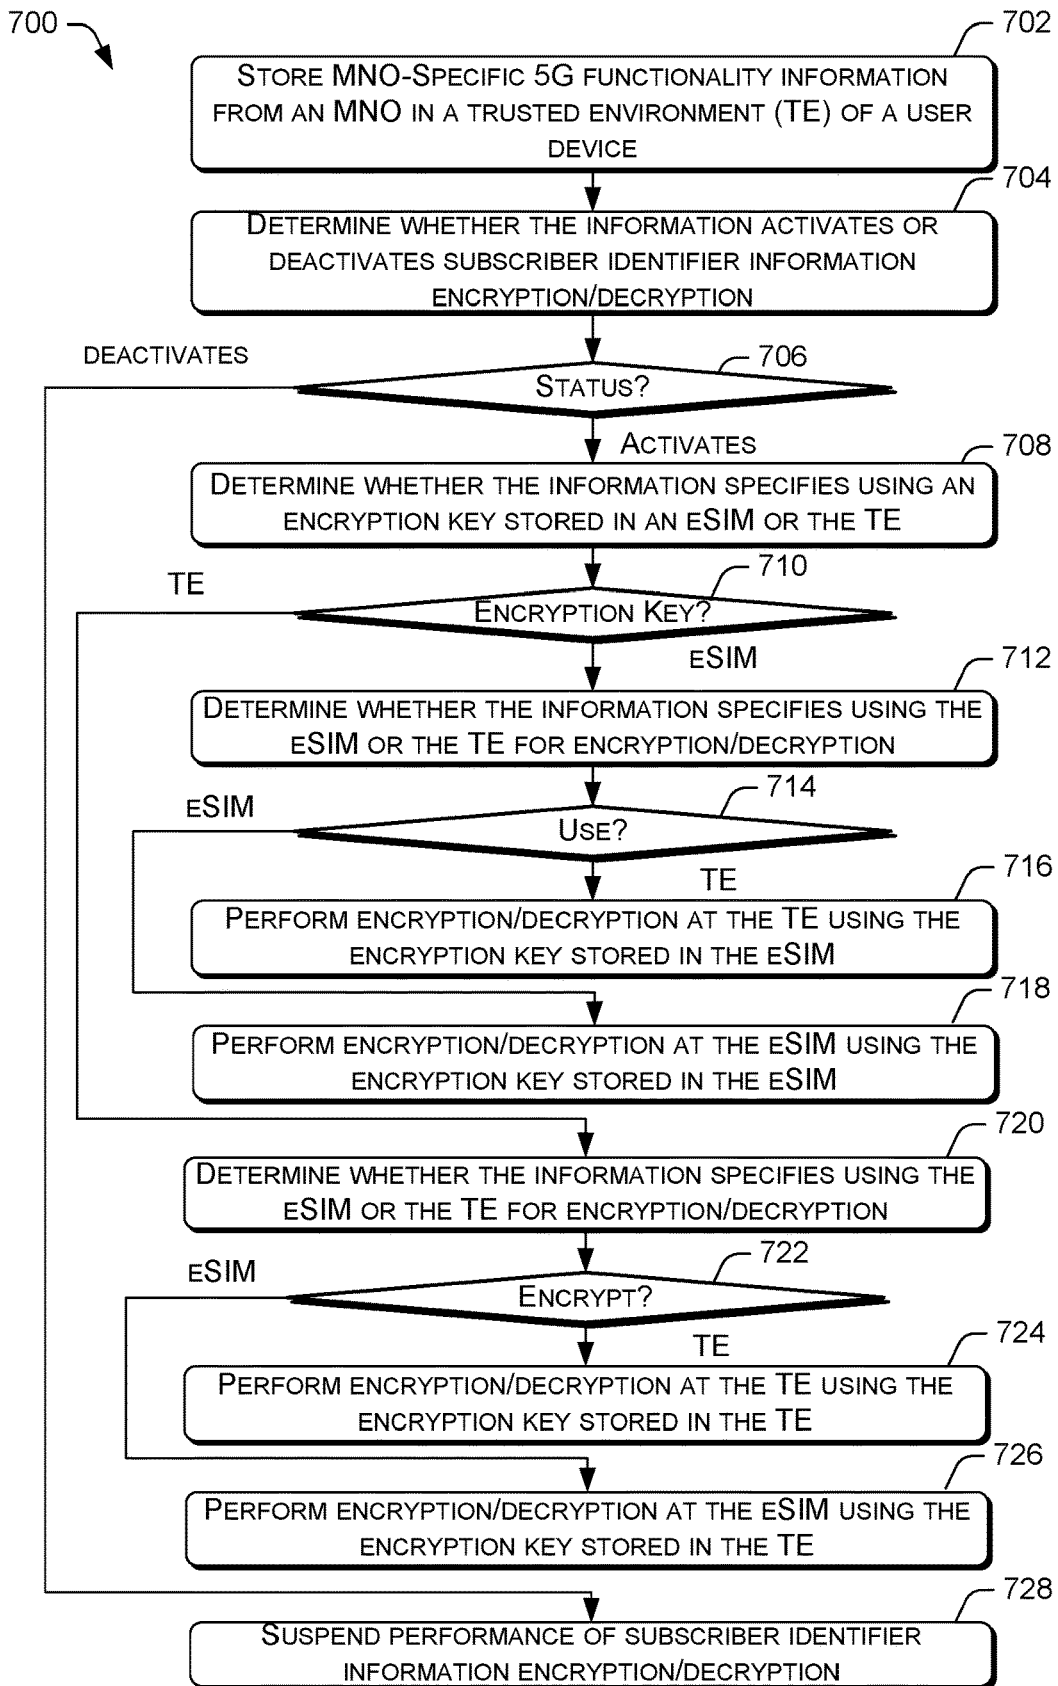 700
702
STORE MNO-SPECIFIC 5G FUNCTIONALITY INFORMATION
FROM AN MNO IN A TRUSTED ENVIRONMENT (TE) OF A USER
DEVICE
704
DETERMINE WHETHER THE INFORMATION ACTIVATES OR
DEACTIVATES SUBSCRIBER IDENTIFIER INFORMATION
ENCRYPTION/DECRYPTION
DEACTIVATES
706
STATUS?
ACTIVATES
708
DETERMINE WHETHER THE INFORMATION SPECIFIES USING AN
ENCRYPTION KEY STORED IN AN ESIM OR THE TE
TE
710
ENCRYPTION KEY?
ESIM
712
DETERMINE WHETHER THE INFORMATION SPECIFIES USING THE
ESIM OR THE TE FOR ENCRYPTION/DECRYPTION
ESIM
714
USE?
TE
716
PERFORM ENCRYPTION/DECRYPTION AT THE TE USING THE
ENCRYPTION KEY STORED IN THE ESIM
718
PERFORM ENCRYPTION/DECRYPTION AT THE ESIM USING THE
ENCRYPTION KEY STORED IN THE ESIM
720
DETERMINE WHETHER THE INFORMATION SPECIFIES USING THE
ESIM OR THE TE FOR ENCRYPTION/DECRYPTION
ESIM
722
ENCRYPT?
TE
724
PERFORM ENCRYPTION/DECRYPTION AT THE TE USING THE
ENCRYPTION KEY STORED IN THE TE
726
PERFORM ENCRYPTION/DECRYPTION AT THE ESIM USING THE
ENCRYPTION KEY STORED IN THE TE
728
SUSPEND PERFORMANCE OF SUBSCRIBER IDENTIFIER
INFORMATION ENCRYPTION/DECRYPTION